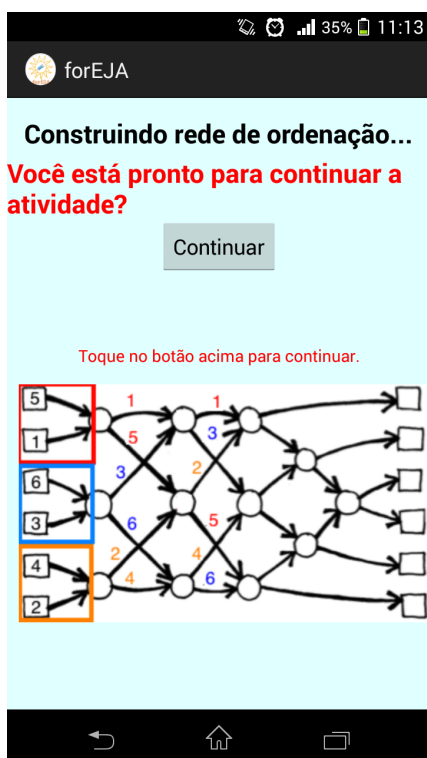 35% 11:13
forEJA
Construindo rede de ordenação...
Você está pronto para continuar a
atividade?
Continuar
Toque no botão acima para continuar.
5 1 1
1 5 3
6 3 2
3 6 5
4 2 4
2 4 6